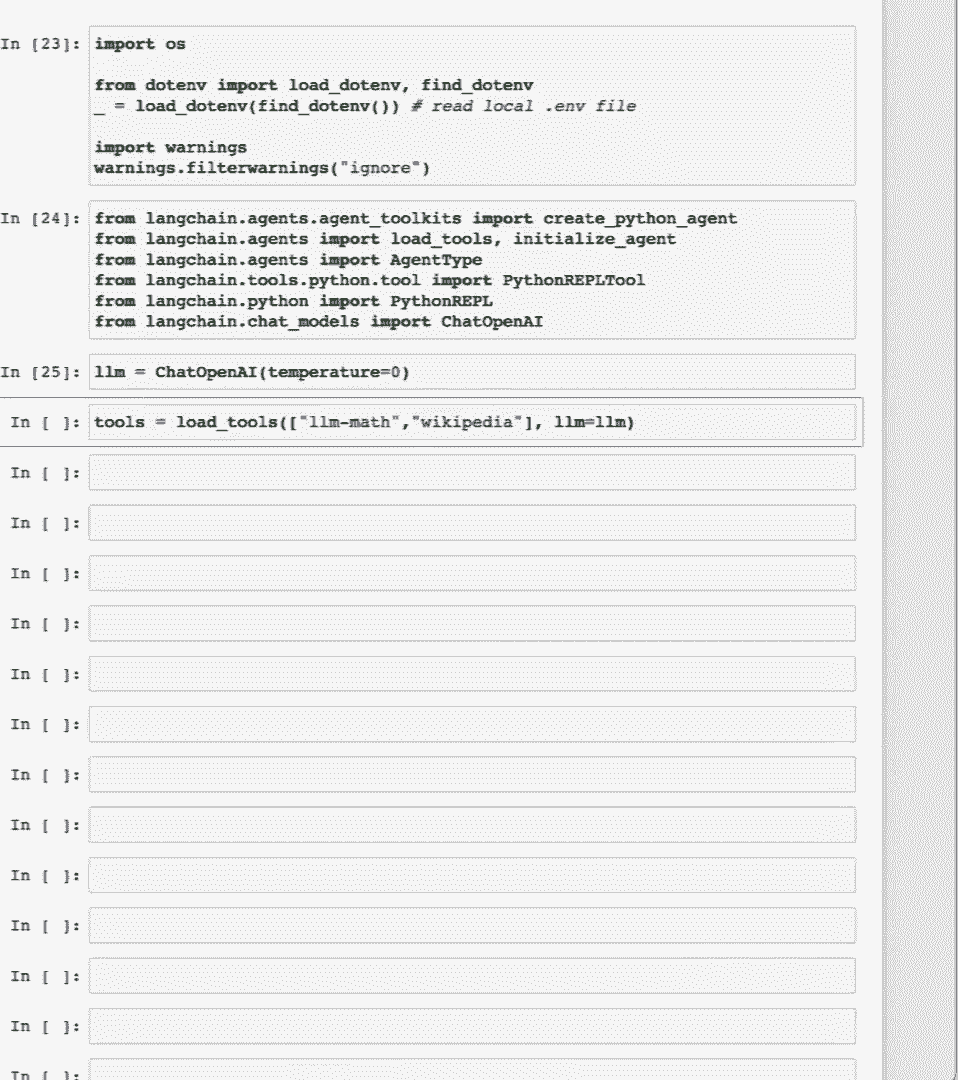 In [23]: import os
from dotenv import load_dotenv, find_dotenv
_ = load_dotenv(find_dotenv()) # read local .env file
import warnings
warnings.filterwarnings("ignore")
In [24]: from langchain.agents.agent_toolkits import create_python_agent
from langchain.agents import load_tools, initialize_agent
from langchain.agents import AgentType
from langchain.tools.python.tool import PythonREPLTool
from langchain.python import PythonREPL
from langchain.chat_models import ChatOpenAI
In [25]: llm = ChatOpenAI(temperature=0)
In [ ]: tools = load_tools(["llm-math","wikipedia"], llm=llm)
In [ ]:
In [ ]:
In [ ]:
In [ ]:
In [ ]:
In [ ]:
In [ ]:
In [ ]:
In [ ]:
In [ ]:
In [ ]:
In [ ]:
In [ ]: